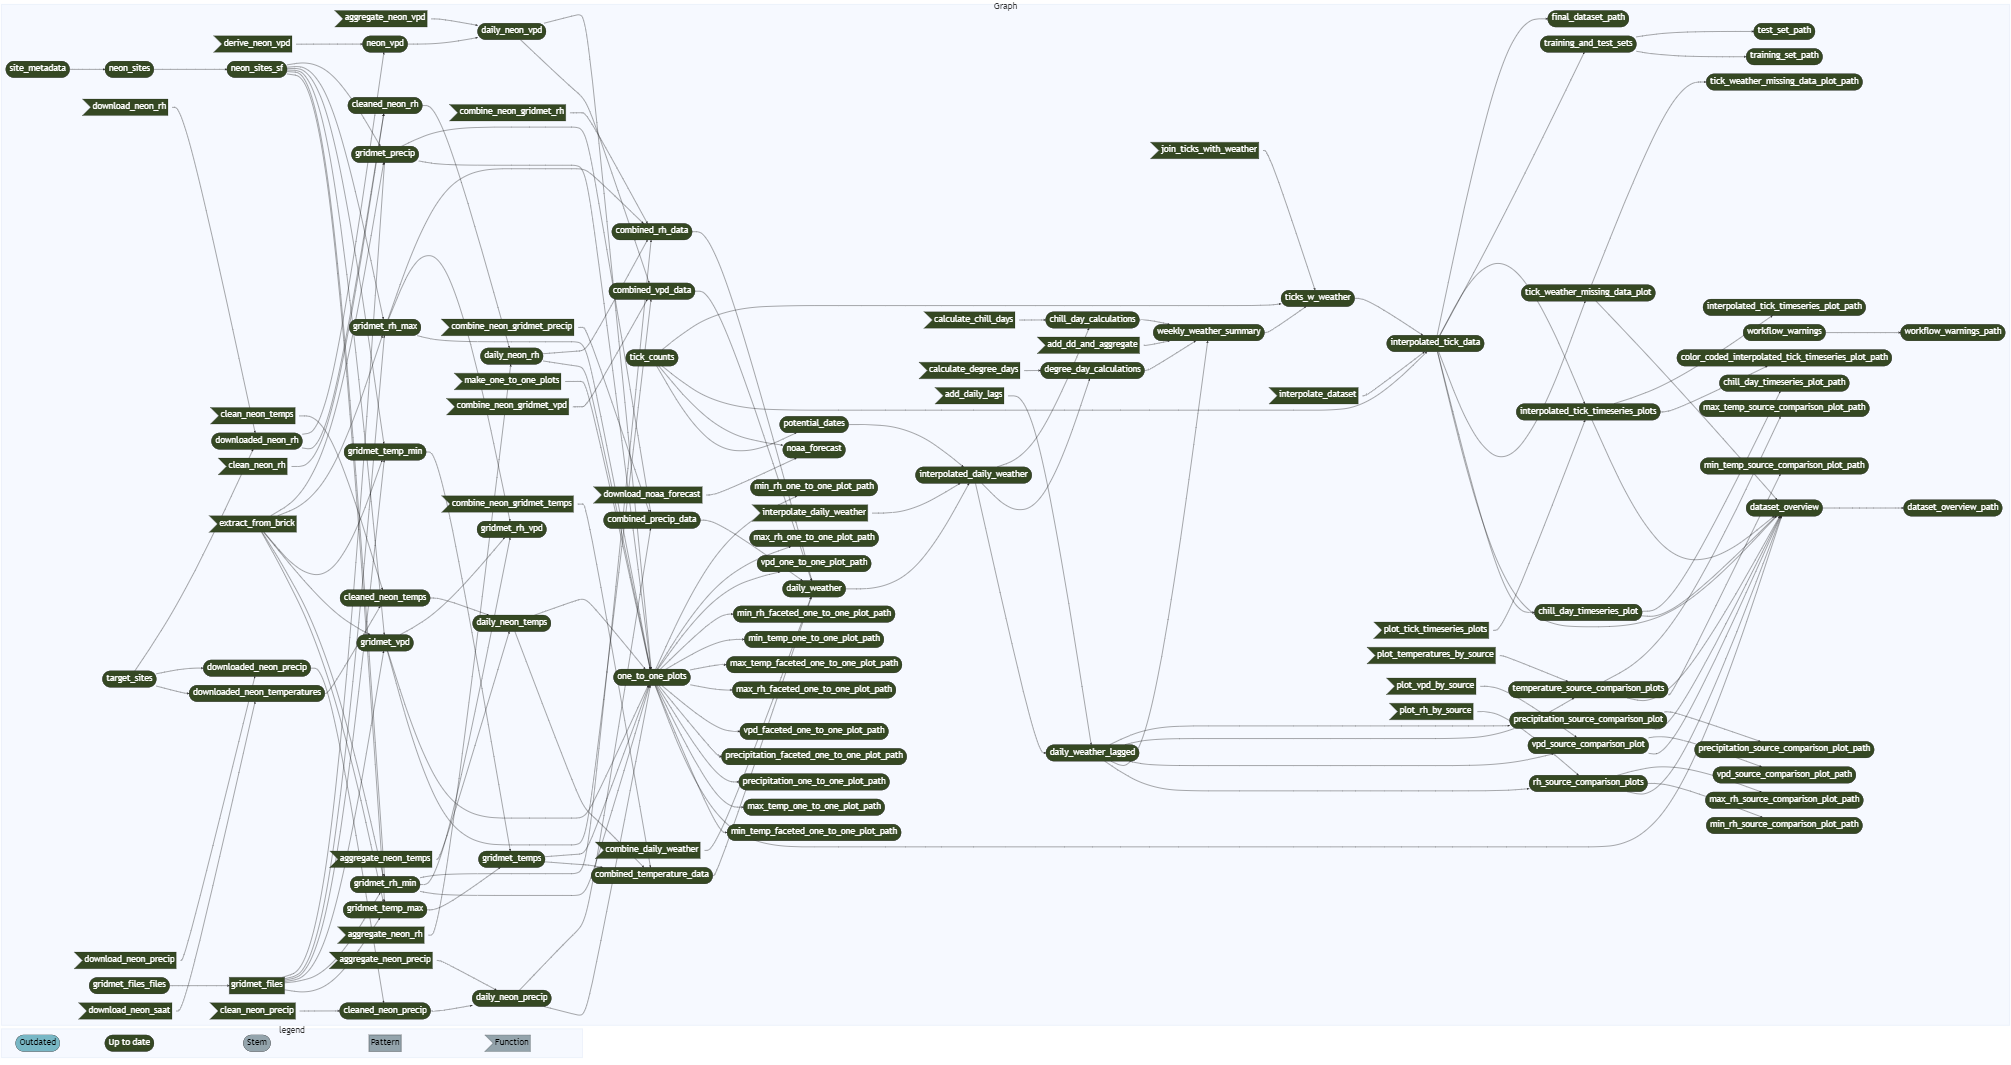 Graph
site_metadata
neon_sites
download_neon_rh
target_sites
download_neon_precip
gridmet_files_files
download_neon_saat
derive_neon_vpd
neon_sites_sf
clean_neon_temps
downloaded_neon_rh
clean_neon_rh
extract_from_brick
downloaded_neon_precip
downloaded_neon_temperatures
gridmet_files
clean_neon_precip
aggregate_neon_vpd
neon_vpd
cleaned_neon_rh
gridmet_precip
gridmet_rh_max
gridmet_temp_min
cleaned_neon_temps
gridmet_vpd
aggregate_neon_temps
gridmet_rh_min
gridmet_temp_max
aggregate_neon_rh
aggregate_neon_precip
cleaned_neon_precip
daily_neon_vpd
combine_neon_gridmet_rh
combine_neon_gridmet_precip
daily_neon_rh
make_one_to_one_plots
combine_neon_gridmet_vpd
combine_neon_gridmet_temps
gridmet_rh_vpd
daily_neon_temps
gridmet_temps
daily_neon_precip
combined_rh_data
combined_vpd_data
tick_counts
download_noaa_forecast
combined_precip_data
one_to_one_plots
combine_daily_weather
combined_temperature_data
potential_dates
noaa_forecast
min_rh_one_to_one_plot_path
interpolate_daily_weather
max_rh_one_to_one_plot_path
vpd_one_to_one_plot_path
daily_weather
min_rh_faceted_one_to_one_plot_path
min_temp_one_to_one_plot_path
max_temp_faceted_one_to_one_plot_path
max_rh_faceted_one_to_one_plot_path
vpd_faceted_one_to_one_plot_path
precipitation_faceted_one_to_one_plot_path
precipitation_one_to_one_plot_path
max_temp_one_to_one_plot_path
min_temp_faceted_one_to_one_plot_path
calculate_chill_days
calculate_degree_days
add_daily_lags
interpolated_daily_weather
chill_day_calculations
add_dd_and_aggregate
degree_day_calculations
daily_weather_lagged
join_ticks_with_weather
weekly_weather_summary
ticks_w_weather
interpolate_dataset
interpolated_tick_data
plot_tick_timeseries_plots
plot_temperatures_by_source
plot_vpd_by_source
plot_rh_by_source
final_dataset_path
training_and_test_sets
tick_weather_missing_data_plot
interpolated_tick_timeseries_plots
chill_day_timeseries_plot
temperature_source_comparison_plots
precipitation_source_comparison_plot
vpd_source_comparison_plot
rh_source_comparison_plots
test_set_path
training_set_path
tick_weather_missing_data_plot_path
interpolated_tick_timeseries_plot_path
workflow_warnings
color_coded_interpolated_tick_timeseries_plot_path
chill_day_timeseries_plot_path
max_temp_source_comparison_plot_path
min_temp_source_comparison_plot_path
dataset_overview
precipitation_source_comparison_plot_path
vpd_source_comparison_plot_path
max_rh_source_comparison_plot_path
min_rh_source_comparison_plot_path
workflow_warnings_path
dataset_overview_path
legend
Outdated
Up to date
Stem
Pattern
Function